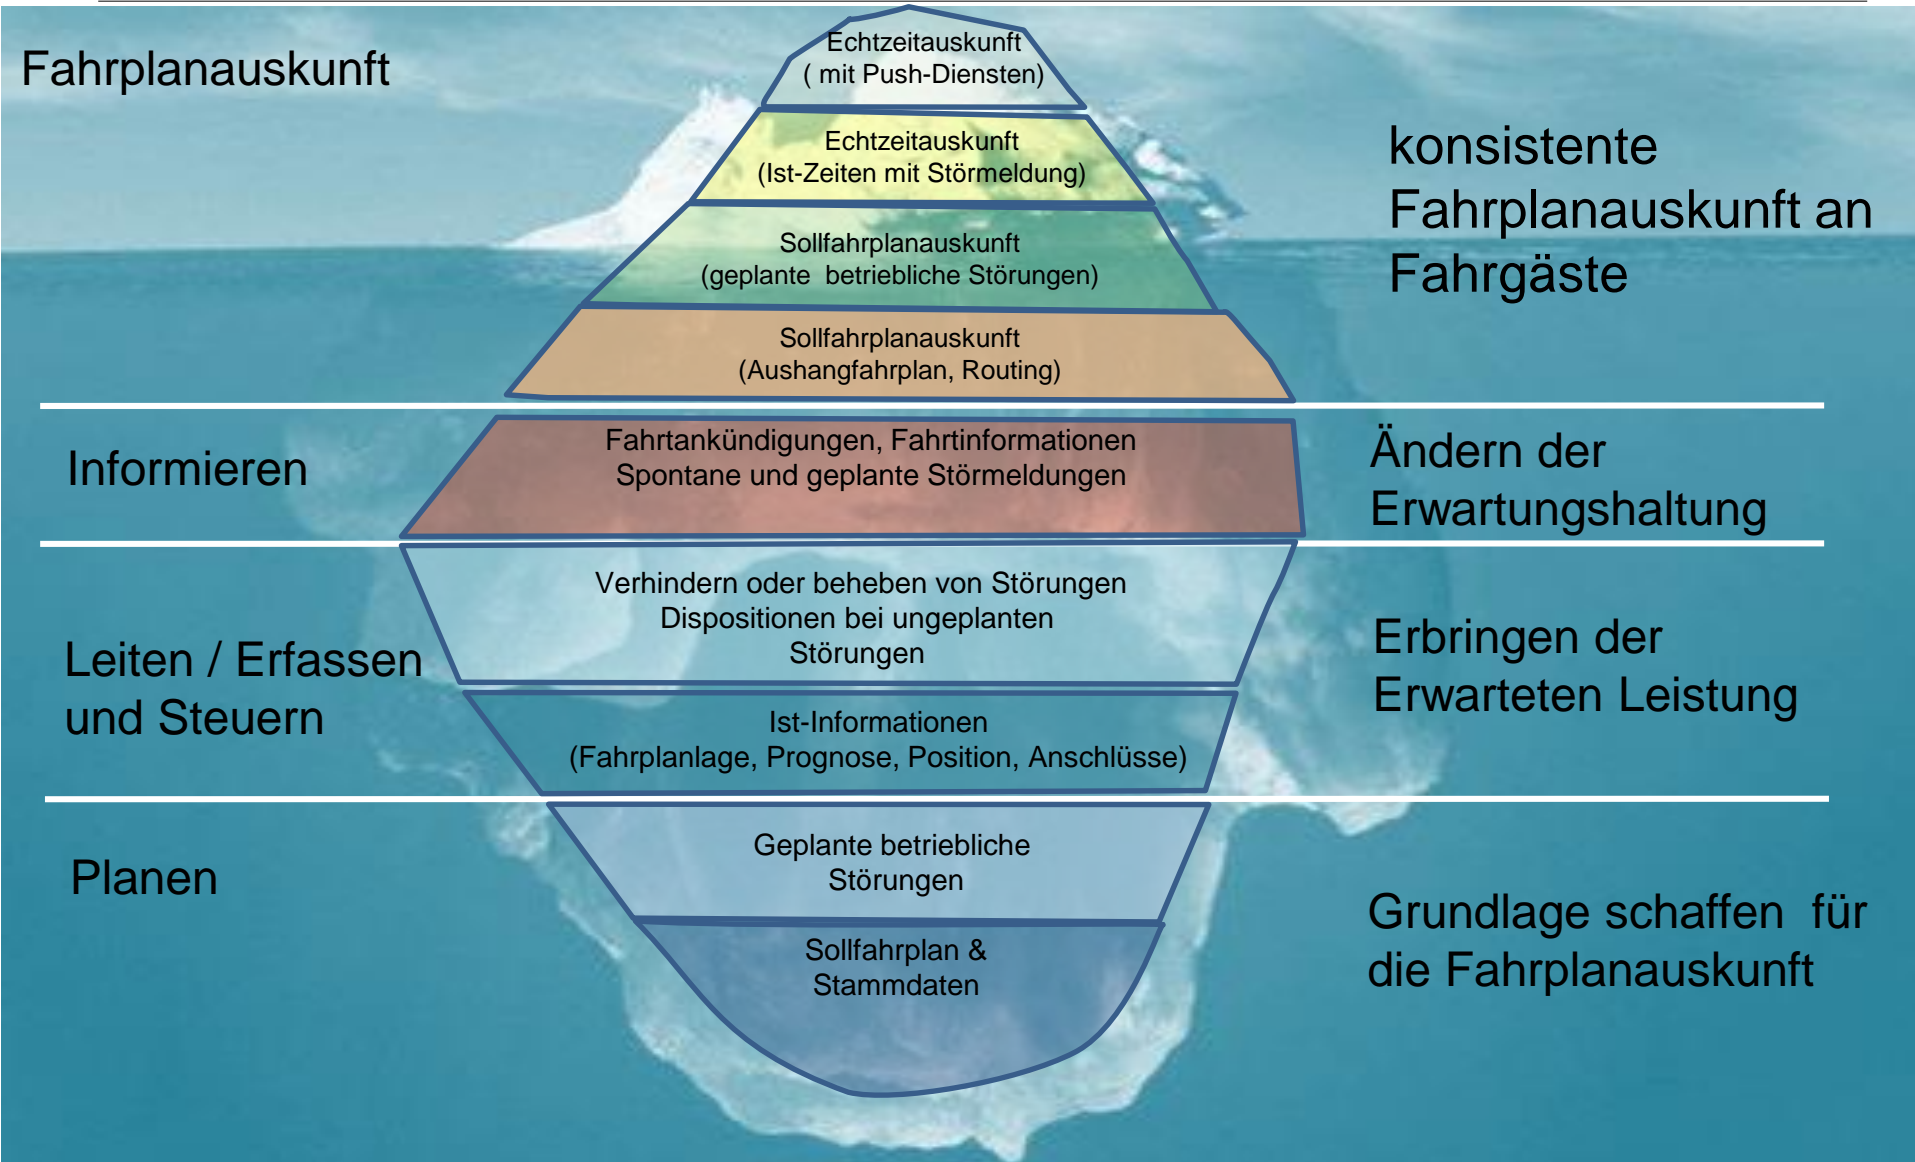 Fahrplanauskunft
Echtzeitauskunft
( mit Push-Diensten)
Echtzeitauskunft
(Ist-Zeiten mit Störmeldung)
Sollfahrplanauskunft
(geplante  betriebliche Störungen)
Sollfahrplanauskunft
(Aushangfahrplan, Routing)
konsistente
Fahrplanauskunft an
Fahrgäste
Informieren
Fahrtankündigungen, Fahrtinformationen
Spontane und geplante Störmeldungen
Ändern der
Erwartungshaltung
Leiten / Erfassen
und Steuern
Verhindern oder beheben von Störungen
Dispositionen bei ungeplanten
Störungen
Ist-Informationen
(Fahrplanlage, Prognose, Position, Anschlüsse)
Erbringen der
Erwarteten Leistung
Planen
Geplante betriebliche
Störungen
Sollfahrplan &
Stammdaten
Grundlage schaffen  für
die Fahrplanauskunft